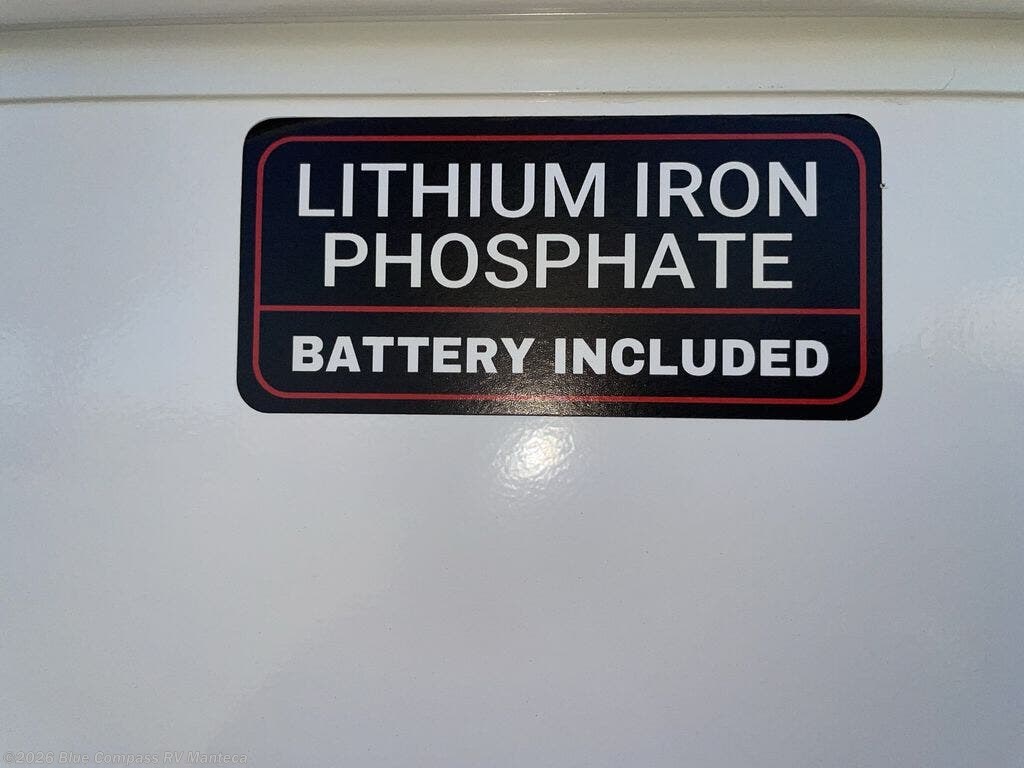 LITHIUM IRON
PHOSPHATE
BATTERY INCLUDED
©2026 Blue Compass RV Manteca